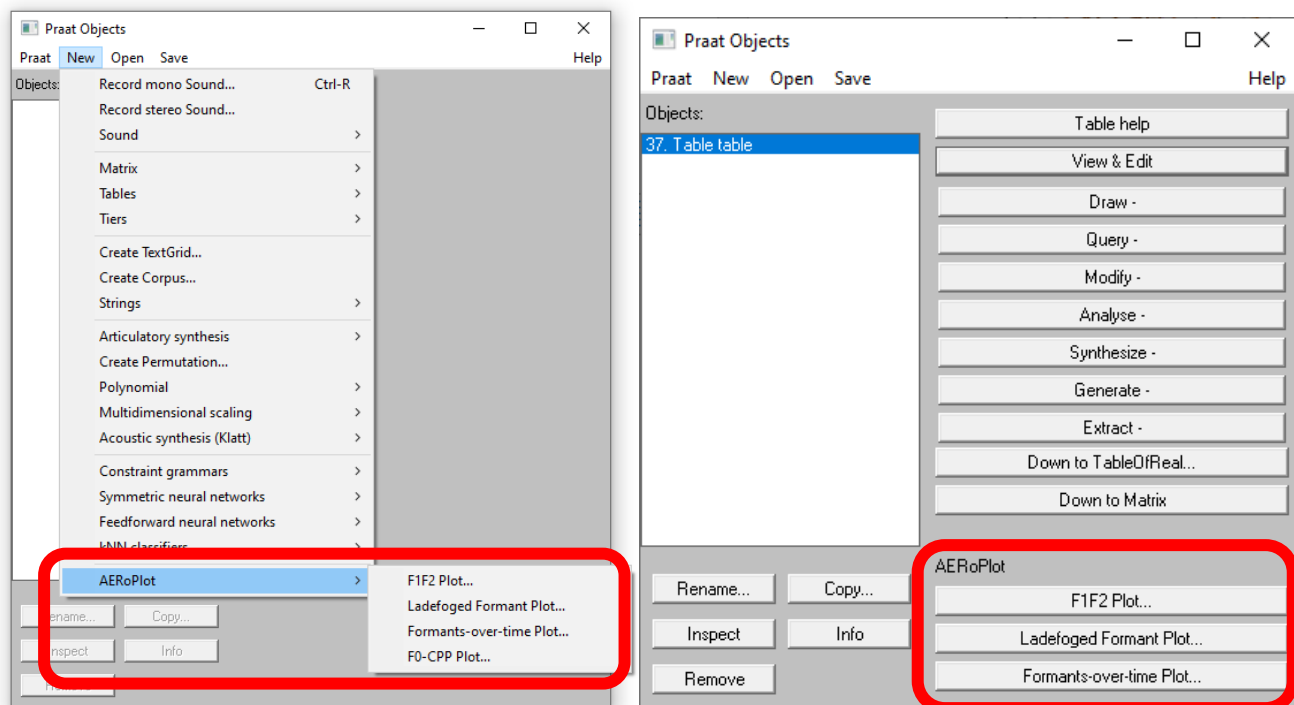 Praat Objects
Praat New Open Save Help
Objects:
Record mono Sound... Ctrl-R
Record stereo Sound...
Sound
Matrix
Tables
Tiers
Create TextGrid...
Create Corpus...
Strings
Articulatory synthesis
Create Permutation...
Polynomial
Multidimensional scaling
Acoustic synthesis (Klatt)
Constraint grammars
Symmetric neural networks
Feedforward neural networks
kNN classifiers
AERoPlot
F1F2 Plot...
Ladefoged Formant Plot...
Formants-over-time Plot...
F0-CPP Plot...
Copy...
Info
Praat Objects
Praat New Open Save Help
Objects:
37. Table table
Table help
View & Edit
Draw -
Query -
Modify -
Analyse -
Synthesize -
Generate -
Extract -
Down to TableOfReal...
Down to Matrix
AERoPlot
F1F2 Plot...
Ladefoged Formant Plot...
Formants-over-time Plot...
Rename... Copy...
Inspect Info
Remove